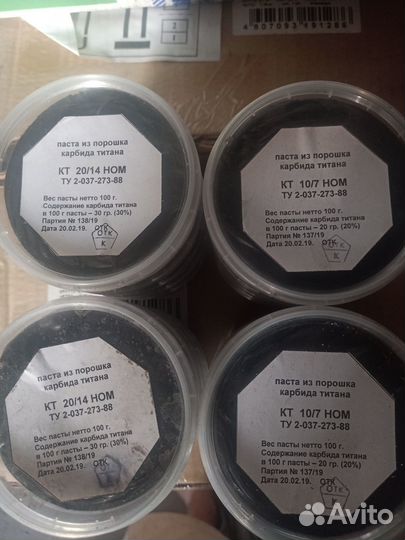 4607093491286
паста из порошка
карбида титана
КТ 20/14 НОМ
ТУ 2-037-273-88
Вес пасты нетто 100 г.
Содержание карбида титана
в 100 г пасты – 30 гр. (30%)
Партия № 138/19
Дата 20.02.19. ОТК
ОТК
К
паста из порошка
карбида титана
КТ 10/7 НОМ
ТУ 2-037-273-88
Вес пасты нетто 100 г.
Содержание карбида титана
в 100 г пасты – 20 гр. (20%)
Партия № 137/19
Дата 20.02.19. ОТК
К
паста из порошка
карбида титана
КТ 20/14 НОМ
ТУ 2-037-273-88
Вес пасты нетто 100 г.
Содержание карбида титана
в 100 г пасты – 30 гр. (30%)
Партия № 138/19
Дата 20.02.19. ОТК
паста из порошка
карбида титана
КТ 10/7 НОМ
ТУ 2-037-273-88
Вес пасты нетто 100 г.
Содержание карбида титана
в 100 г пасты – 20 гр. (20%)
Партия № 137/19
Дата 20.02.19. ОТК
К
Avito